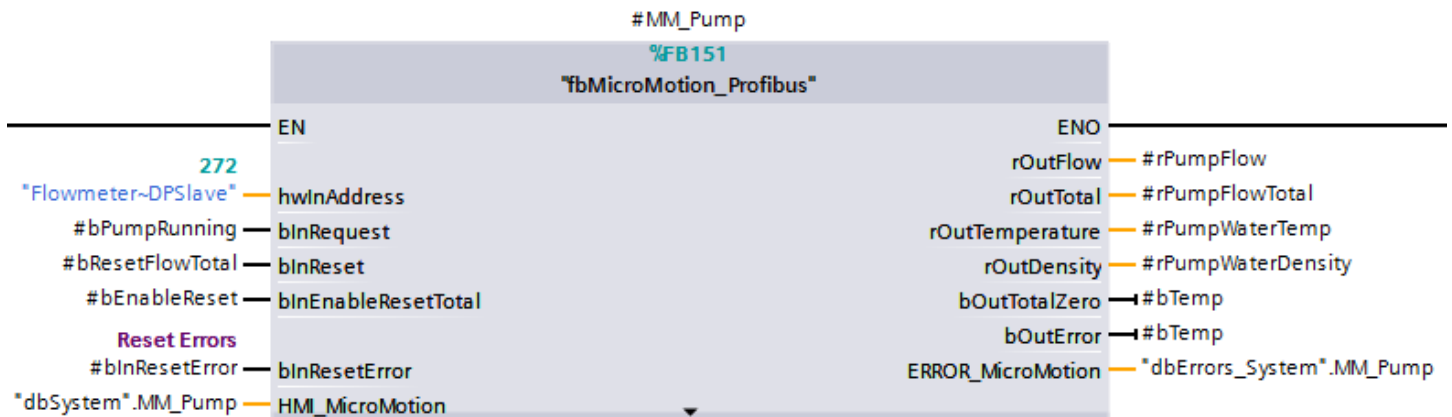 #MM_Pump
%FB151
"fbMicroMotion_Profibus"
EN ENO
272
"Flowmeter~DPSlave" hwInAddress
#bPumpRunning bInRequest
#bResetFlowTotal bInReset
#bEnableReset bInEnableResetTotal
Reset Errors
#bInResetError bInResetError
"dbSystem".MM_Pump HMI_MicroMotion
rOutFlow #rPumpFlow
rOutTotal #rPumpFlowTotal
rOutTemperature #rPumpWaterTemp
rOutDensity #rPumpWaterDensity
bOutTotalZero #bTemp
bOutError #bTemp
ERROR_MicroMotion "dbErrors_System".MM_Pump